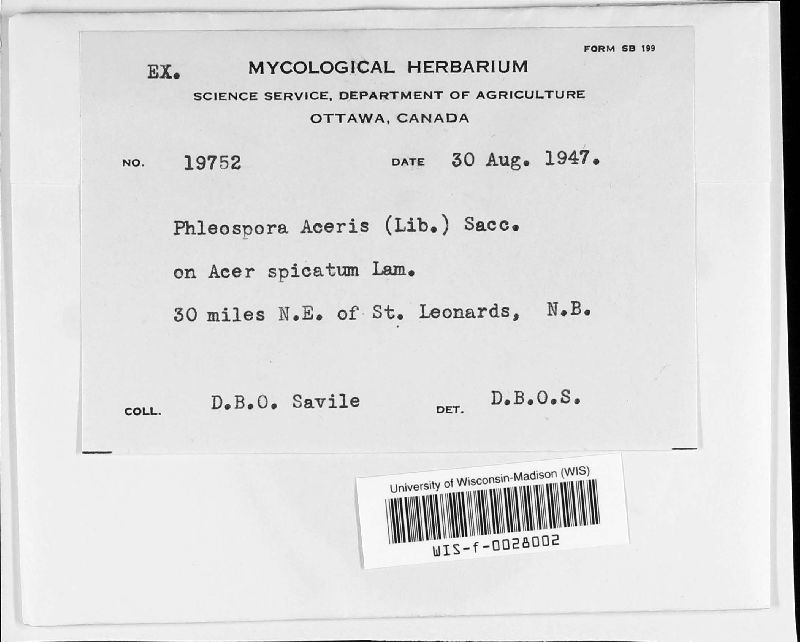 FORM SB 199
EX. MYCOLOGICAL HERBARIUM
SCIENCE SERVICE, DEPARTMENT OF AGRICULTURE
OTTAWA, CANADA
NO. 19752 DATE 30 Aug. 1947.
Phleospora Aceris (Lib.) Sacc.
on Acer spicatum Lam.
30 miles N.E. of St. Leonards, N.B.
COLL. D.B.O. Savile DET. D.B.O.S.
University of Wisconsin-Madison (WIS)
WIS-f-0028002